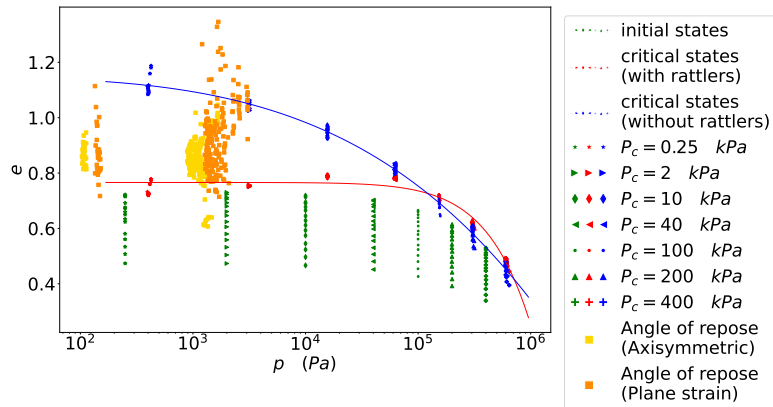 e
1.2
1.0
0.8
0.6
0.4
10²
10³
10⁴
10⁵
10⁶
p (Pa)
initial states
critical states
(with rattlers)
critical states
(without rattlers)
P_c = 0.25 kPa
P_c = 2 kPa
P_c = 10 kPa
P_c = 40 kPa
P_c = 100 kPa
P_c = 200 kPa
P_c = 400 kPa
Angle of repose
(Axisymmetric)
Angle of repose
(Plane strain)